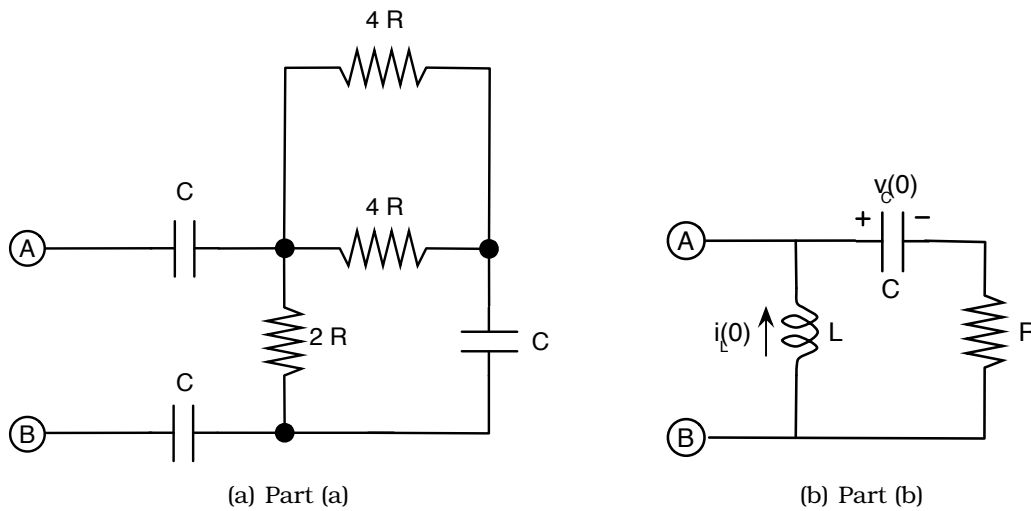 4 R
C
4 R
A
2 R
C
C
B
v_C(0)
+ −
A
C
i_L(0)
L
R
B
(a) Part (a)
(b) Part (b)